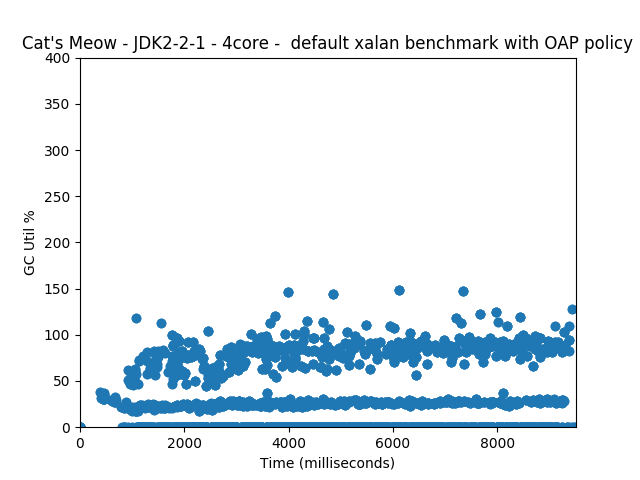 Cat's Meow - JDK2-2-1 - 4core -  default xalan benchmark with OAP policy
400
350
300
250
200
150
100
50
0
GC Util %
0 2000 4000 6000 8000
Time (milliseconds)